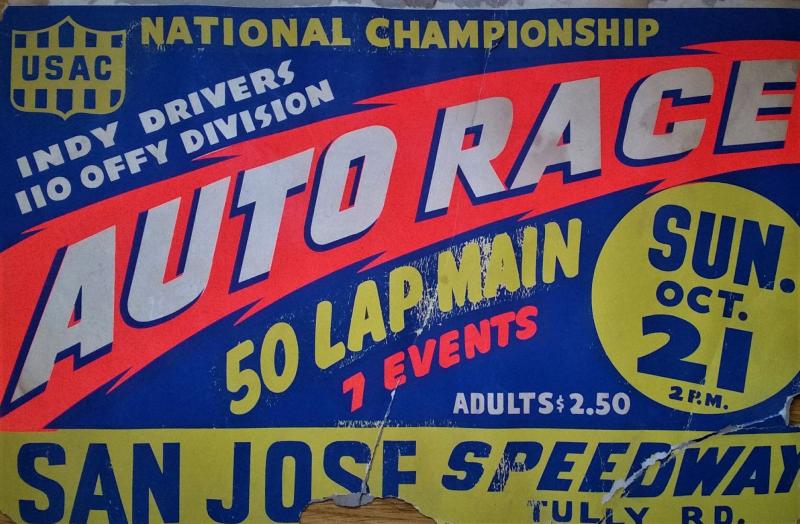 USAC
NATIONAL CHAMPIONSHIP
INDY DRIVERS
110 OFFY DIVISION
AUTO RACE
50 LAP MAIN
7 EVENTS
ADULTS $2.50
SUN.
OCT.
21
2 P.M.
SAN JOSE SPEEDWAY
TULLY RD.